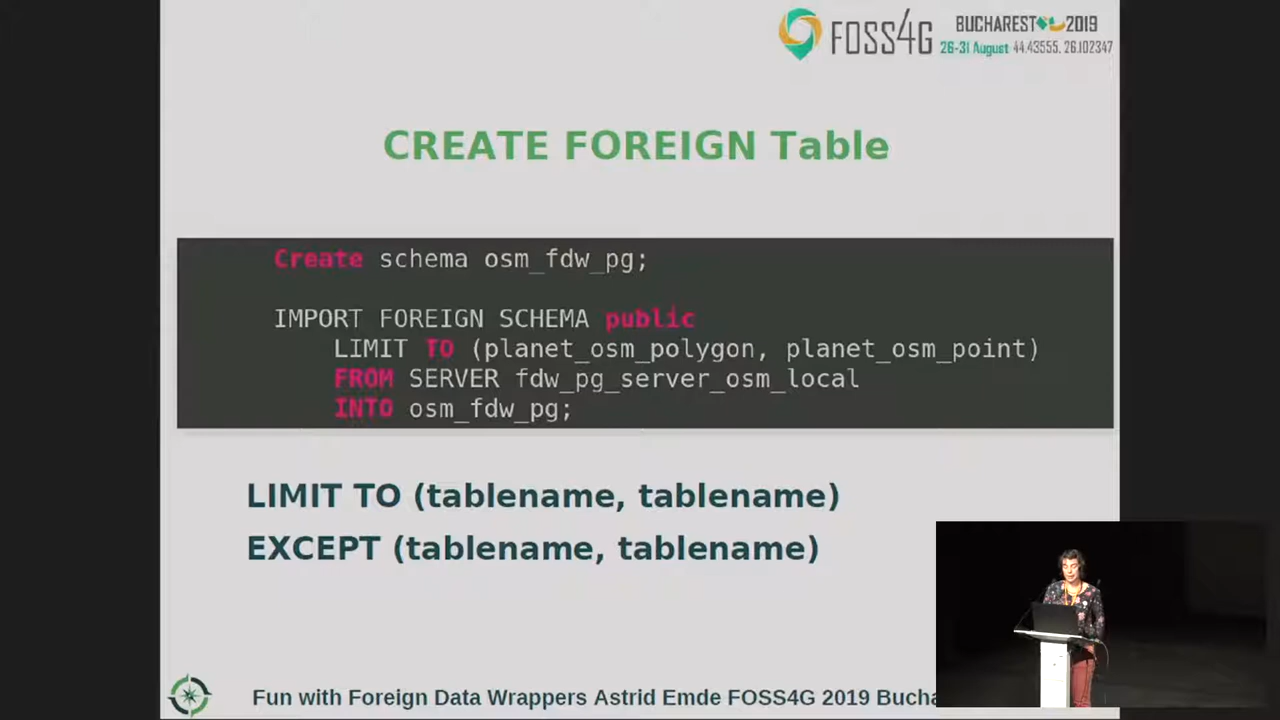 FOSS4G
BUCHAREST 2019
26-31 August 44.43555, 26.102347
CREATE FOREIGN Table
Create schema osm_fdw_pg;
IMPORT FOREIGN SCHEMA public
LIMIT TO (planet_osm_polygon, planet_osm_point)
FROM SERVER fdw_pg_server_osm_local
INTO osm_fdw_pg;
LIMIT TO (tablename, tablename)
EXCEPT (tablename, tablename)
Fun with Foreign Data Wrappers Astrid Emde FOSS4G 2019 Bucha